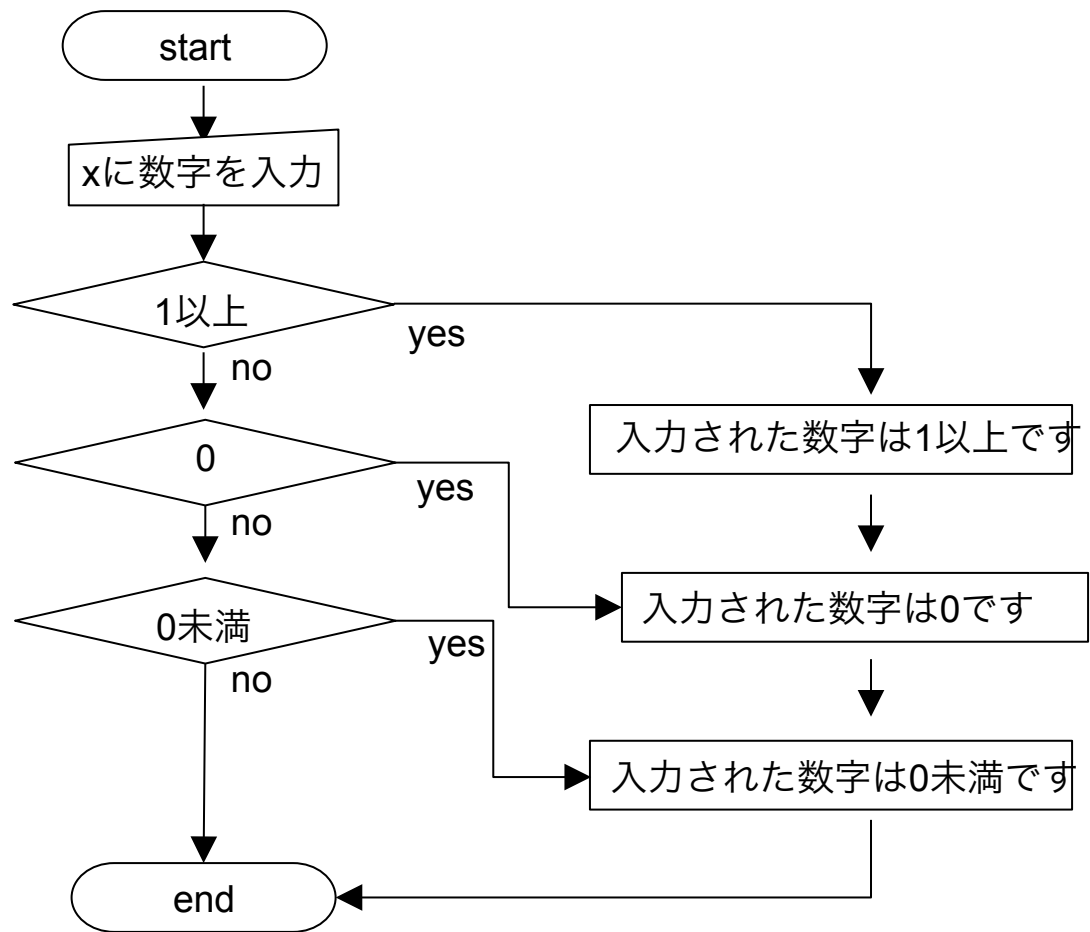 start
xに数字を入力
1以上
yes
no
入力された数字は1以上です
0
yes
no
入力された数字は0です
0未満
yes
no
入力された数字は0未満です
end